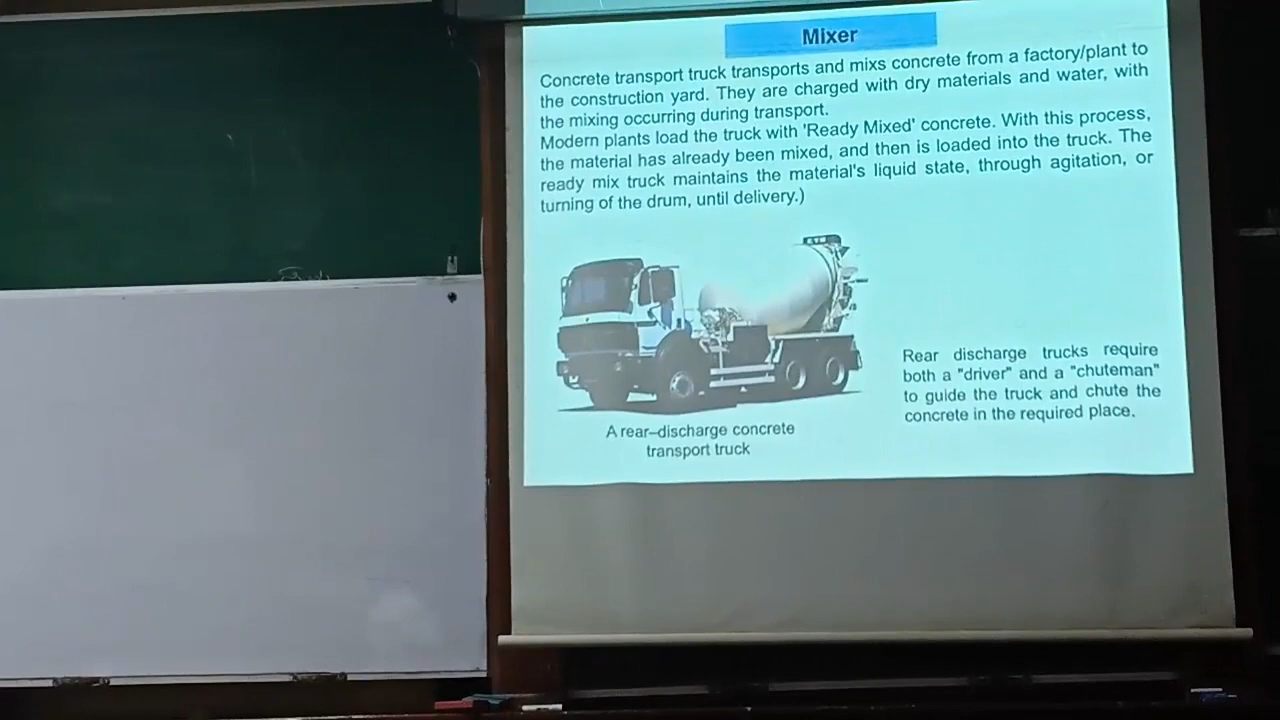 Mixer
Concrete transport truck transports and mixs concrete from a factory/plant to
the construction yard. They are charged with dry materials and water, with
the mixing occurring during transport.
Modern plants load the truck with 'Ready Mixed' concrete. With this process,
the material has already been mixed, and then is loaded into the truck. The
ready mix truck maintains the material's liquid state, through agitation, or
turning of the drum, until delivery.)
Rear discharge trucks require
both a "driver" and a "chuteman"
to guide the truck and chute the
concrete in the required place.
A rear–discharge concrete
transport truck